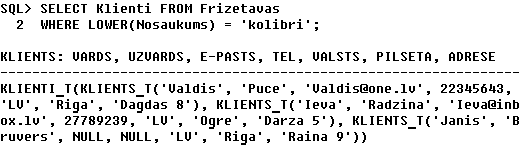 SQL> SELECT Klienti FROM Frizetavas
  2  WHERE LOWER(Nosaukums) = 'kolibri';
KLIENTS: VARDS, UZVARDS, E-PASTS, TEL, VALSTS, PILSETA, ADRESE
--------------------------------------------------------------------------------
KLIENTI_T(KLIENTS_T('Valdis', 'Puce', 'Valdis@one.lv', 22345643,
'LV', 'Riga', 'Dagdas 8'), KLIENTS_T('Ieva', 'Radzina', 'Ieva@inb
ox.lv', 27789239, 'LV', 'Ogre', 'Darza 5'), KLIENTS_T('Janis', 'B
ruvers', NULL, NULL, 'LV', 'Riga', 'Raina 9'))